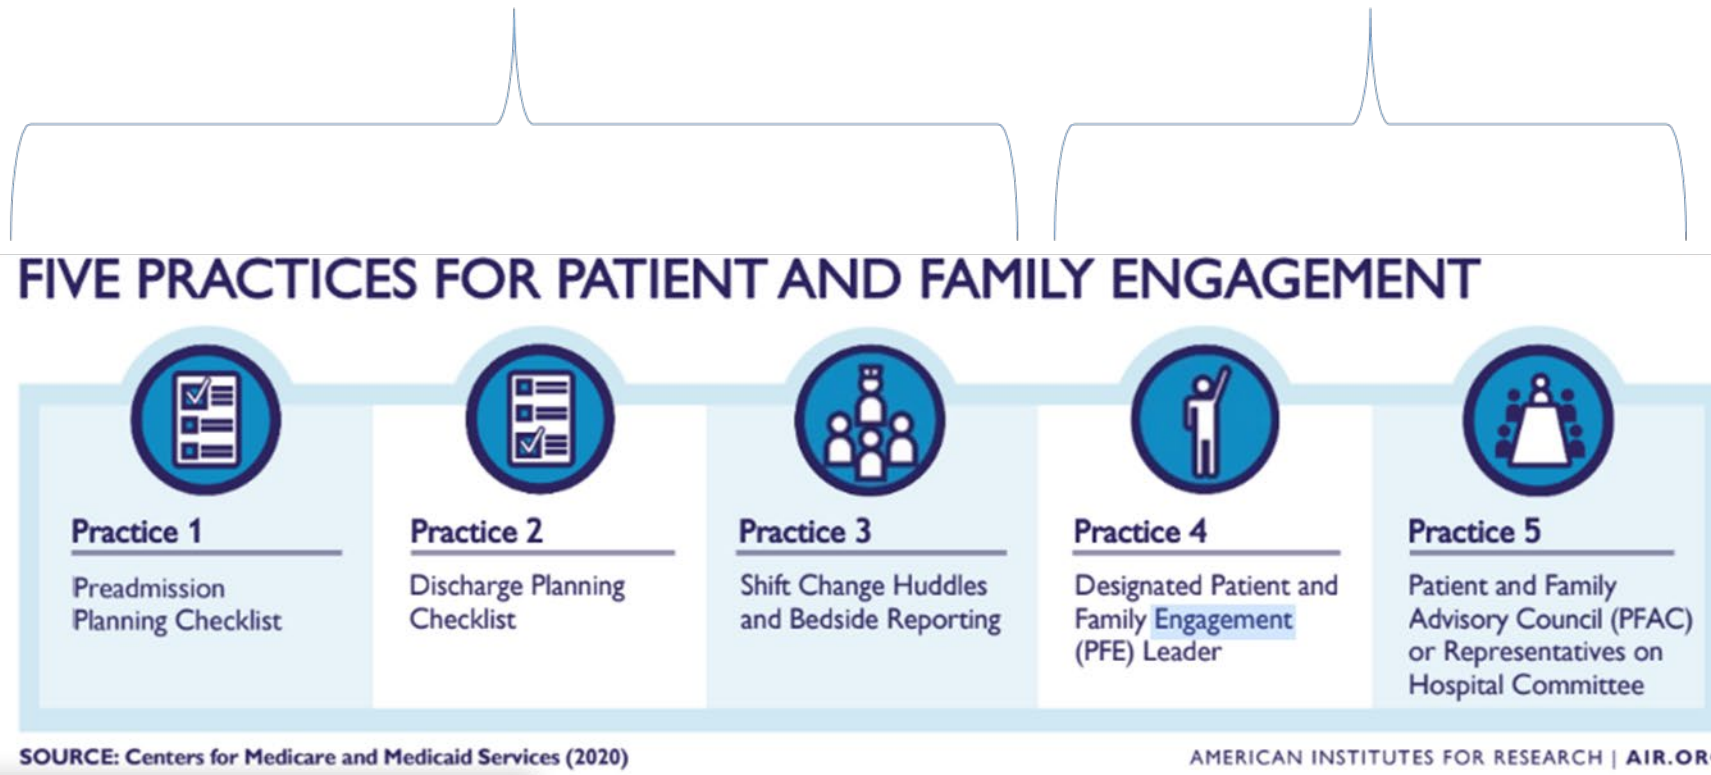 FIVE PRACTICES FOR PATIENT AND FAMILY ENGAGEMENT
Practice 1
Preadmission
Planning Checklist
Practice 2
Discharge Planning
Checklist
Practice 3
Shift Change Huddles
and Bedside Reporting
Practice 4
Designated Patient and
Family Engagement
(PFE) Leader
Practice 5
Patient and Family
Advisory Council (PFAC)
or Representatives on
Hospital Committee
SOURCE: Centers for Medicare and Medicaid Services (2020)
AMERICAN INSTITUTES FOR RESEARCH | AIR.OR